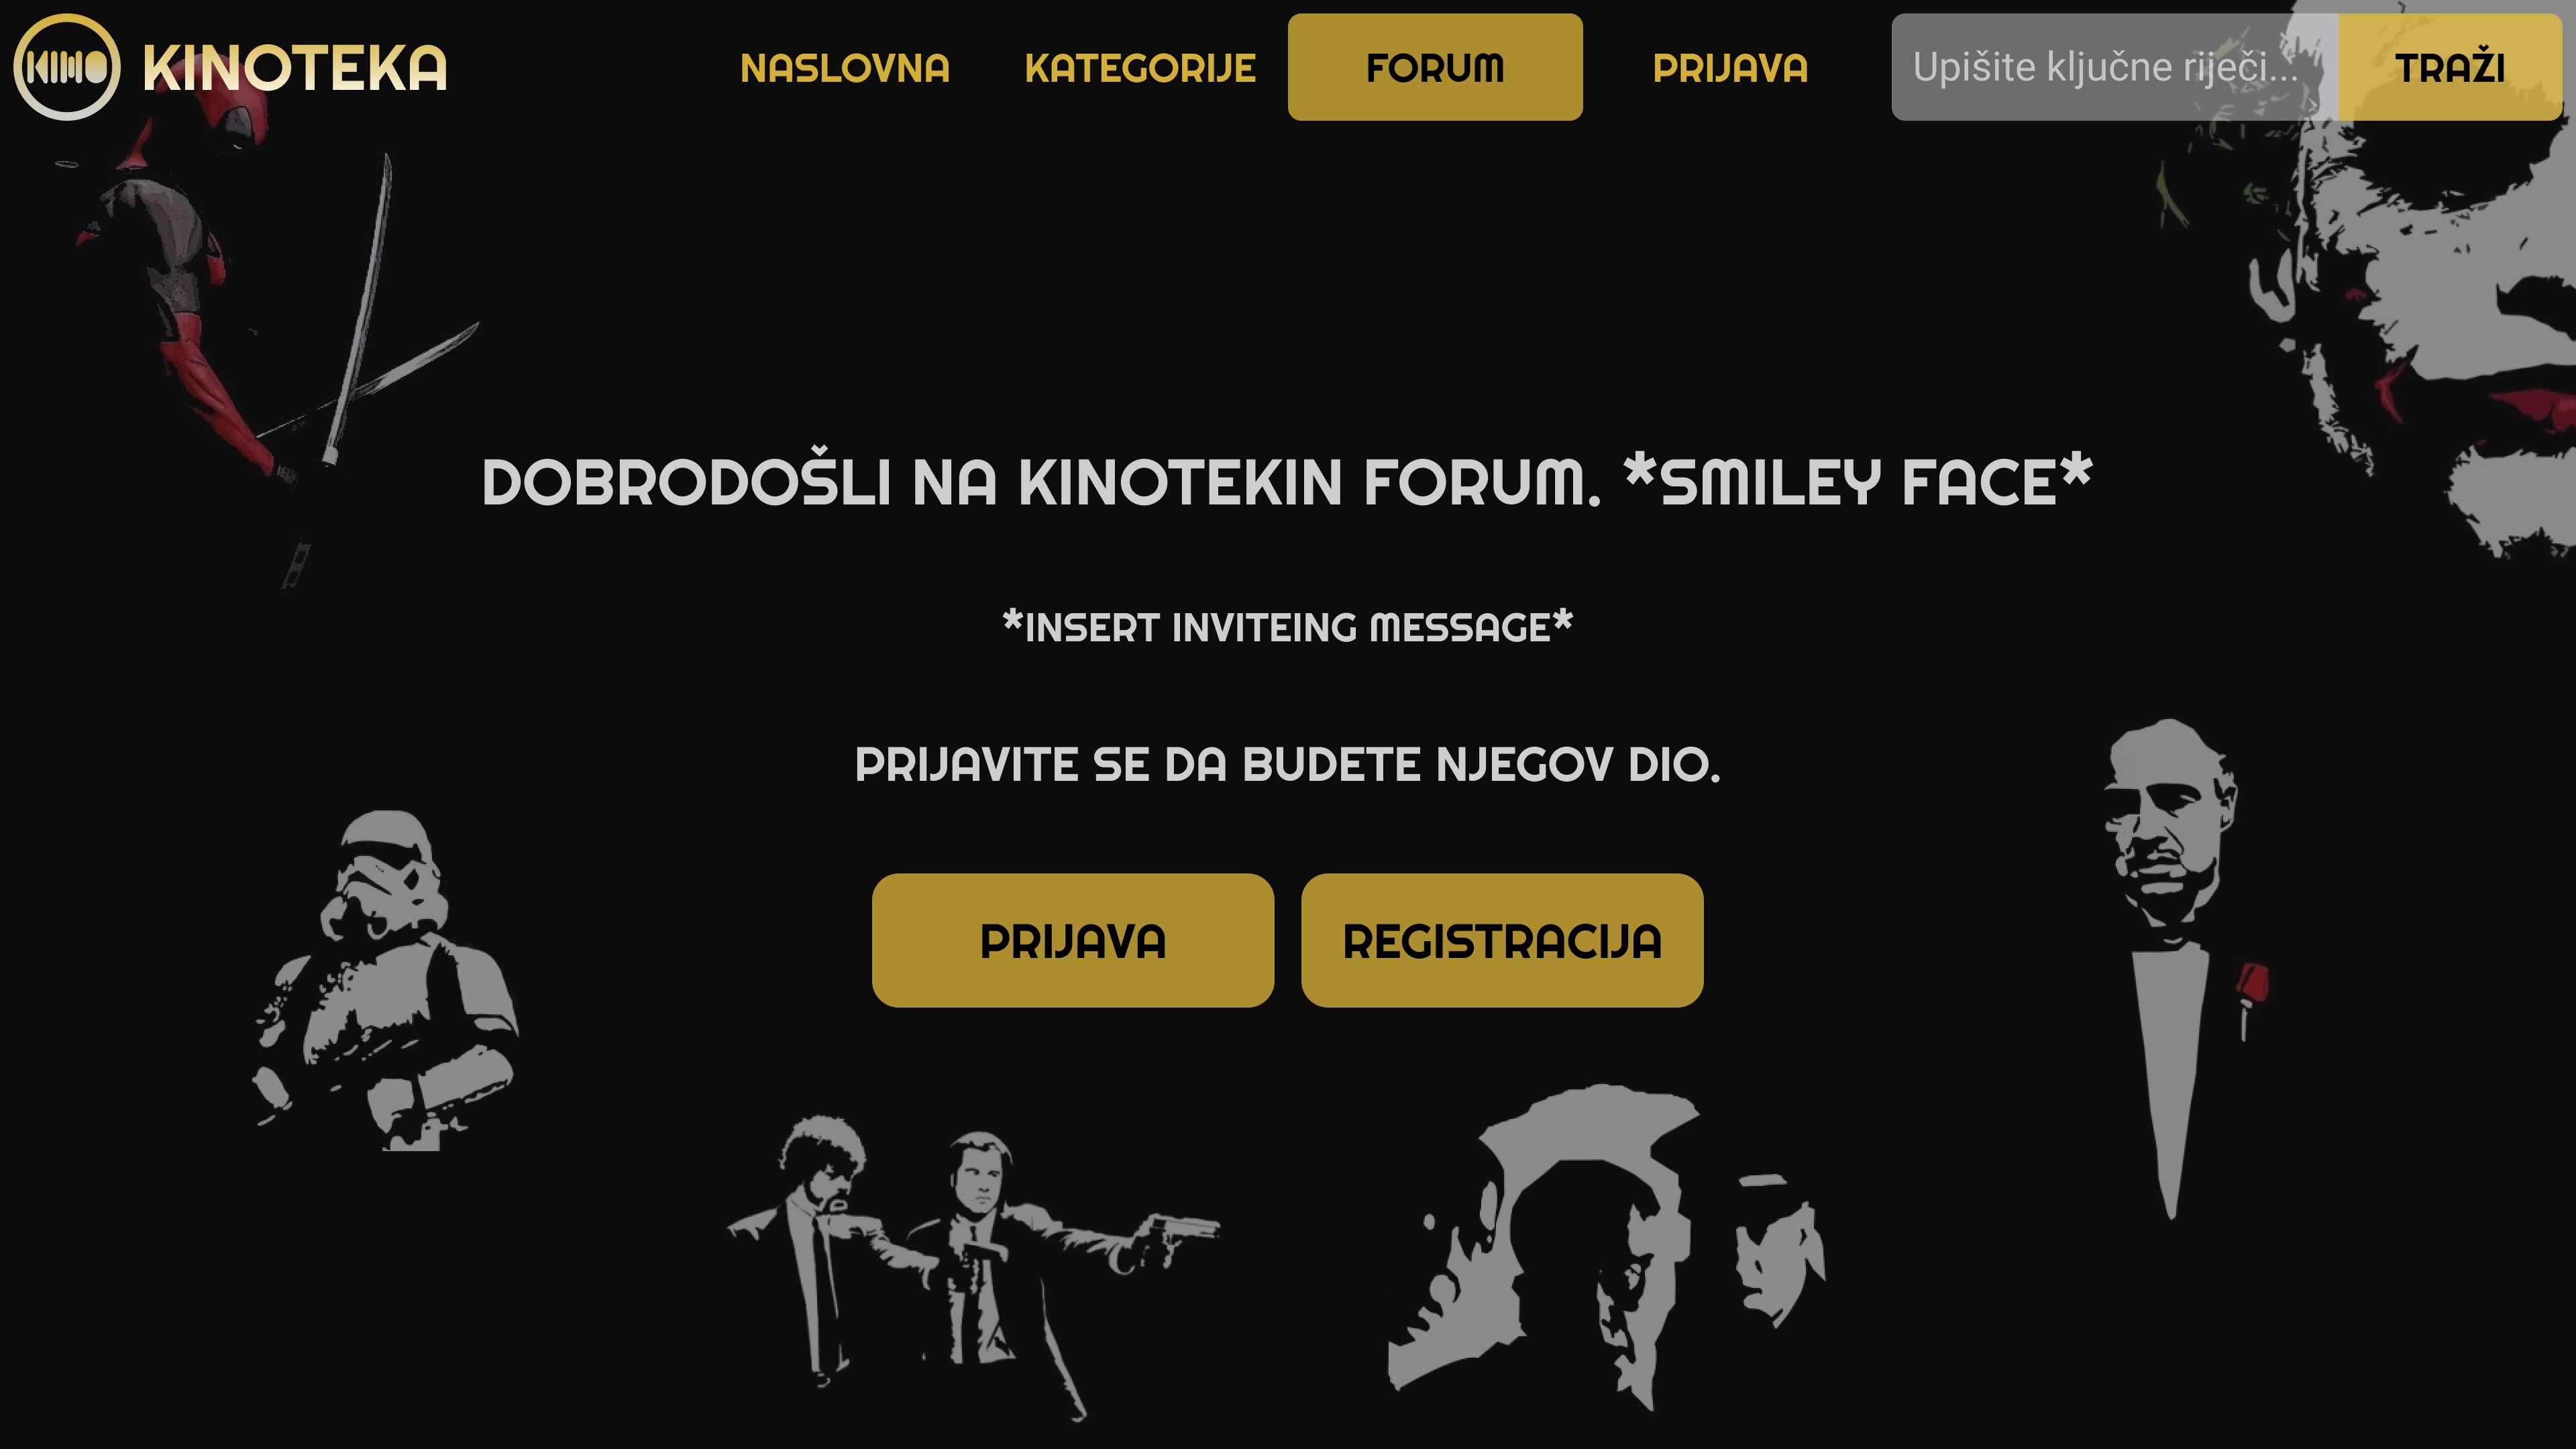 KINO
KINOTEKA
NASLOVNA
KATEGORIJE
FORUM
PRIJAVA
Upišite ključne riječi...
TRAŽI
DOBRODOŠLI NA KINOTEKIN FORUM. *SMILEY FACE*
*INSERT INVITEING MESSAGE*
PRIJAVITE SE DA BUDETE NJEGOV DIO.
PRIJAVA
REGISTRACIJA